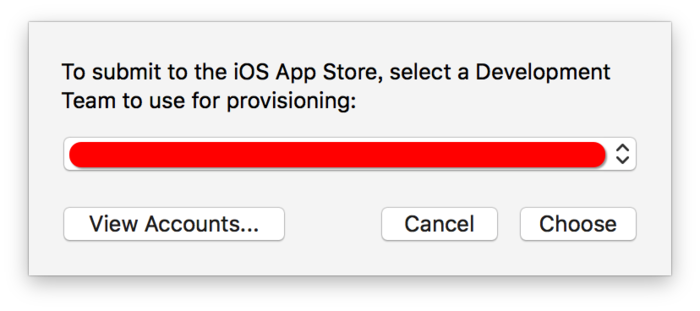 To submit to the iOS App Store, select a Development
Team to use for provisioning:
View Accounts...
Cancel
Choose